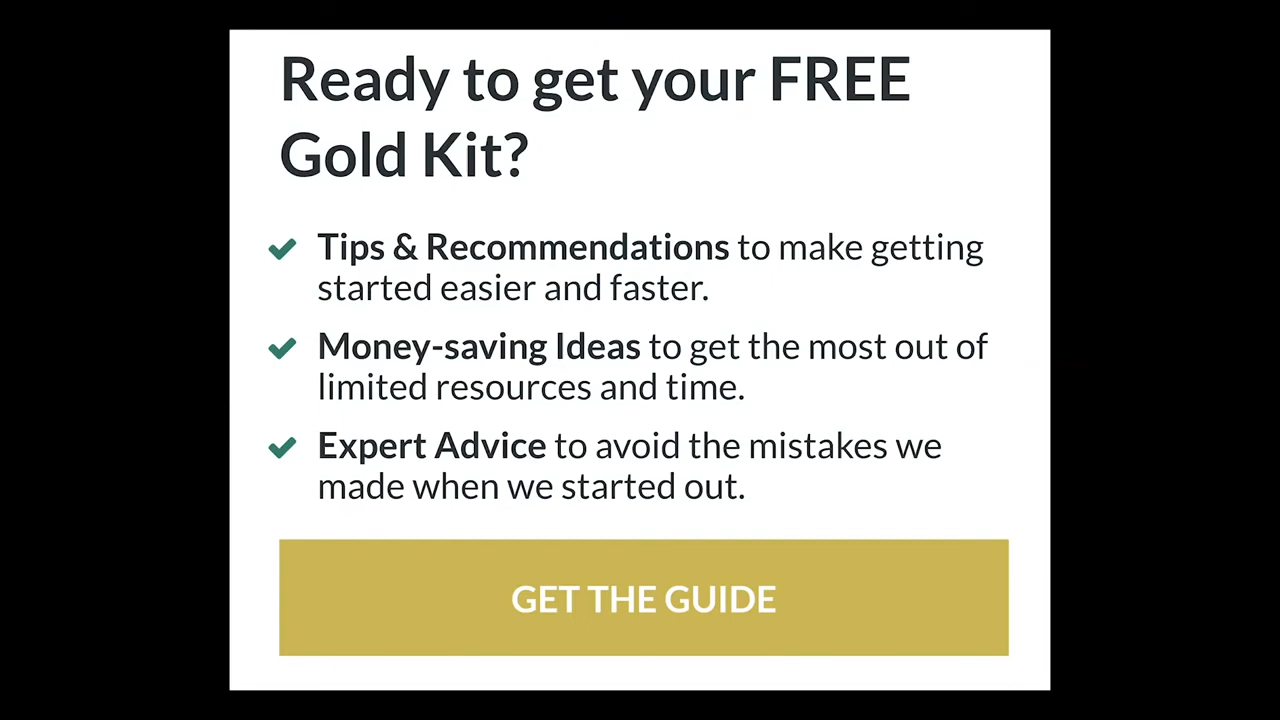 Ready to get your FREE
Gold Kit?
Tips & Recommendations to make getting
started easier and faster.
Money-saving Ideas to get the most out of
limited resources and time.
Expert Advice to avoid the mistakes we
made when we started out.
GET THE GUIDE